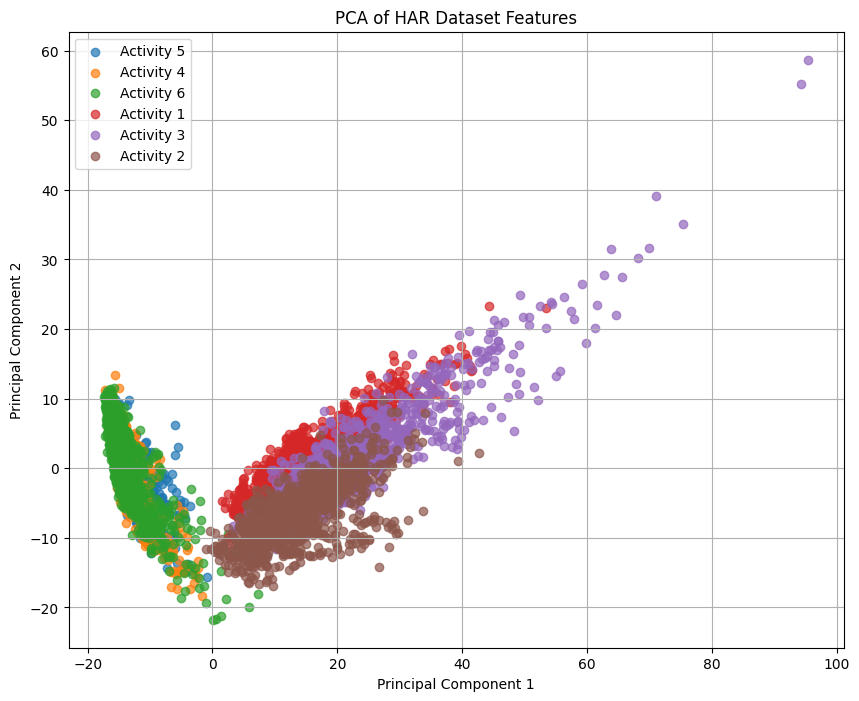 PCA of HAR Dataset Features
Activity 5
Activity 4
Activity 6
Activity 1
Activity 3
Activity 2
60
50
40
30
20
10
0
−10
−20
Principal Component 2
−20
0
20
40
60
80
100
Principal Component 1